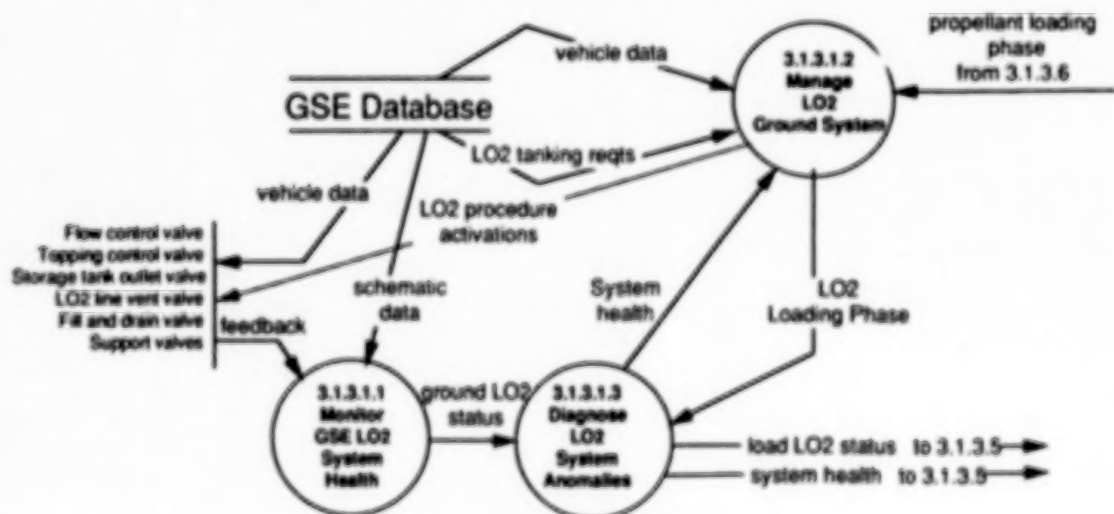 propellant loading
phase
from 3.1.3.6
vehicle data
3.1.3.1.2
Manage
LO2
Ground System
GSE Database
LO2 tanking reqts
vehicle data
LO2 procedure
activations
Flow control valve
Topping control valve
Storage tank outlet valve
LO2 line vent valve
Fill and drain valve
Support valves
feedback
schematic
data
System
health
LO2
Loading Phase
3.1.3.1.1
Monitor
GSE LO2
System
Health
ground LO2
status
3.1.3.1.3
Diagnose
LO2
System
Anomalies
load LO2 status to 3.1.3.5
system health to 3.1.3.5